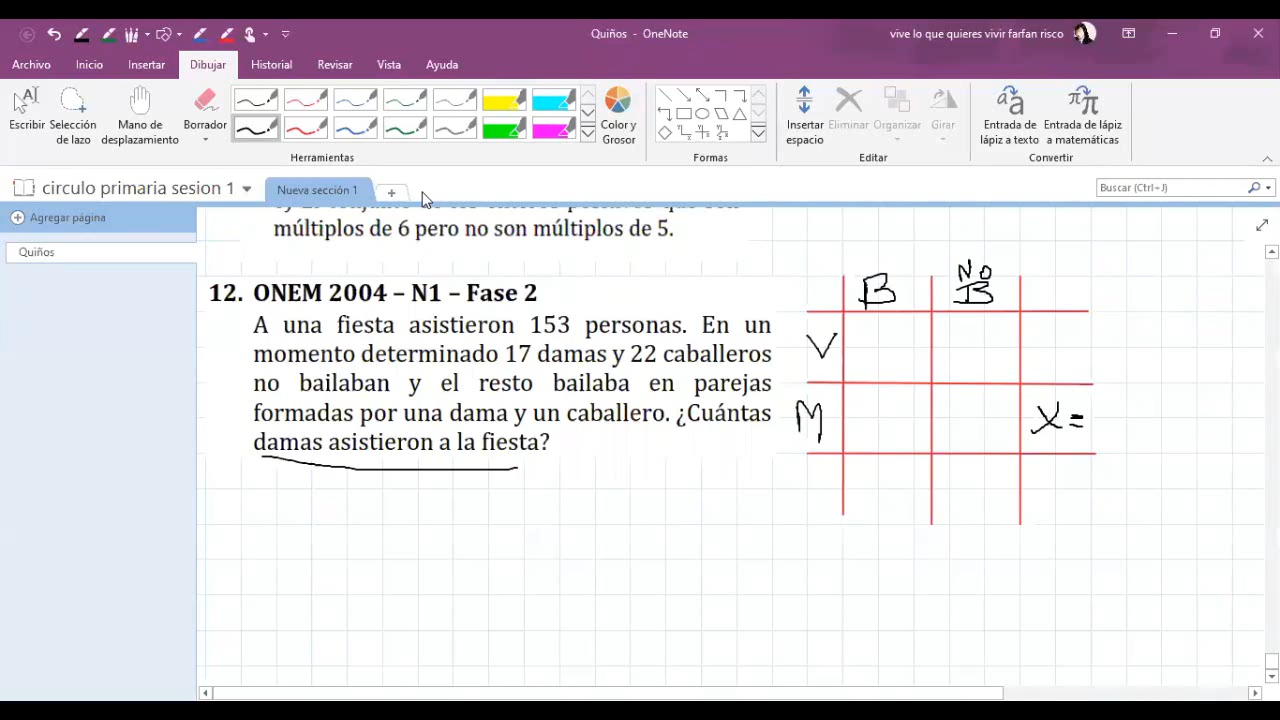 Quiños - OneNote
vive lo que quieres vivir farfan risco
Archivo Inicio Insertar Dibujar Historial Revisar Vista Ayuda
Escribir
Selección de lazo
Mano de desplazamiento
Borrador
Color y Grosor
Insertar espacio
Eliminar
Organizar
Girar
Entrada de lápiz a texto
Entrada de lápiz a matemáticas
Herramientas
Formas
Editar
Convertir
circulo primaria sesion 1
Nueva sección 1
Buscar (Ctrl+J)
Agregar página
Quiños
múltiplos de 6 pero no son múltiplos de 5.
12. ONEM 2004 – N1 – Fase 2
A una fiesta asistieron 153 personas. En un
momento determinado 17 damas y 22 caballeros
no bailaban y el resto bailaba en parejas
formadas por una dama y un caballero. ¿Cuántas
damas asistieron a la fiesta?
B
NO
B
V
M
X =